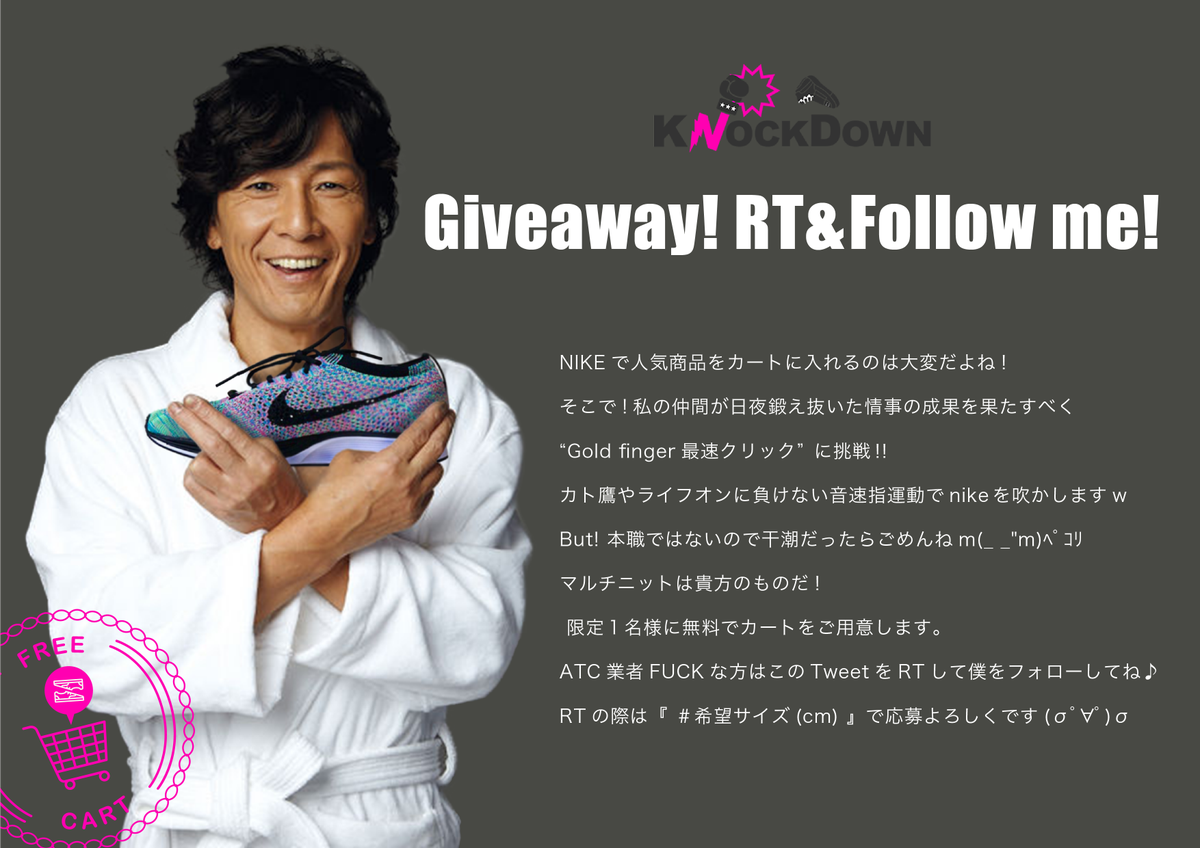 KNOCKDOWN
Giveaway! RT&Follow me!
NIKE で人気商品をカートに入れるのは大変だよね！
そこで！私の仲間が日夜鍛え抜いた情事の成果を果たすべく
“Gold finger 最速クリック” に挑戦!!
カト鷹やライフオンに負けない音速指運動で nike を吹かします w
But! 本職ではないので干潮だったらごめんね m(_ _"m)ﾍﾟｺﾘ
マルチニットは貴方のものだ！
限定１名様に無料でカートをご用意します。
ATC 業者 FUCK な方はこの Tweet を RT して僕をフォローしてね♪
RT の際は『 ＃希望サイズ (cm) 』で応募よろしくです (σﾟ∀ﾟ)σ
FREE
CART